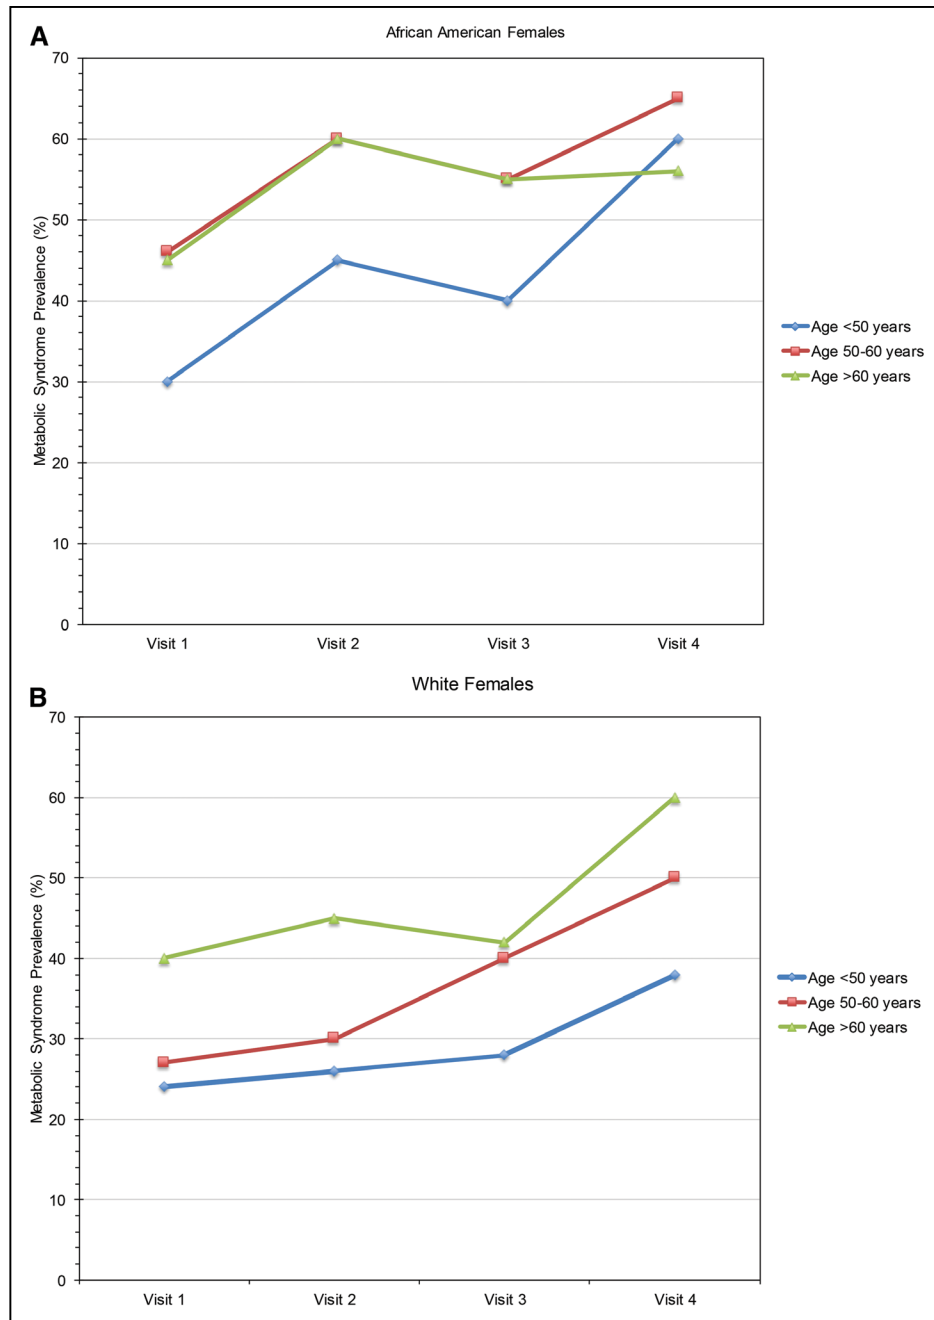 A
African American Females
Metabolic Syndrome Prevalence (%)
70
60
50
40
30
20
10
0
Visit 1
Visit 2
Visit 3
Visit 4
Age <50 years
Age 50-60 years
Age >60 years
B
White Females
Metabolic Syndrome Prevalence (%)
70
60
50
40
30
20
10
0
Visit 1
Visit 2
Visit 3
Visit 4
Age <50 years
Age 50-60 years
Age >60 years